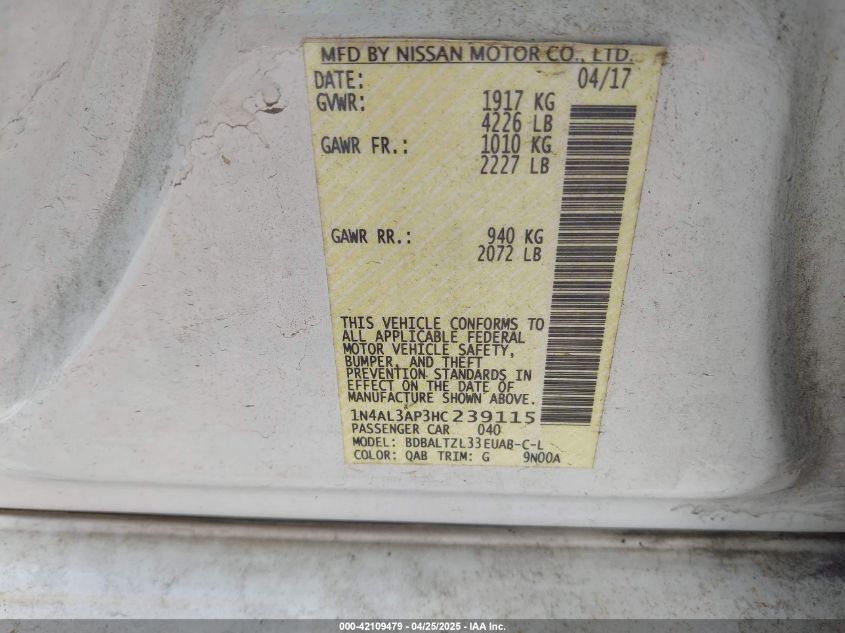 MFD BY NISSAN MOTOR CO., LTD.
DATE: 04/17
GVWR: 1917 KG
4226 LB
GAWR FR.: 1010 KG
2227 LB
GAWR RR.: 940 KG
2072 LB
THIS VEHICLE CONFORMS TO
ALL APPLICABLE FEDERAL
MOTOR VEHICLE SAFETY,
BUMPER, AND THEFT
PREVENTION STANDARDS IN
EFFECT ON THE DATE OF
MANUFACTURE SHOWN ABOVE.
1N4AL3AP3HC239115
PASSENGER CAR 040
MODEL: BDBALTZL33EUAB-C-L
COLOR: QAB TRIM: G 9N00A
000-42109479 - 04/25/2025 - IAA Inc.